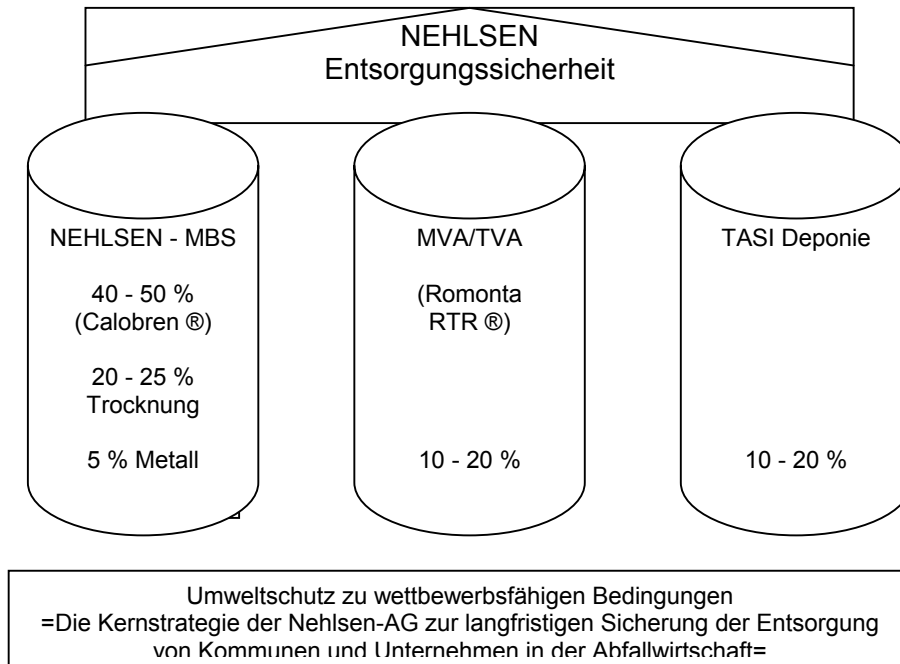 NEHLSEN
Entsorgungssicherheit
NEHLSEN - MBS
40 - 50 %
(Calobren ®)
20 - 25 %
Trocknung
5 % Metall
MVA/TVA
(Romonta
RTR ®)
10 - 20 %
TASI Deponie
10 - 20 %
Umweltschutz zu wettbewerbsfähigen Bedingungen
=Die Kernstrategie der Nehlsen-AG zur langfristigen Sicherung der Entsorgung
von Kommunen und Unternehmen in der Abfallwirtschaft=